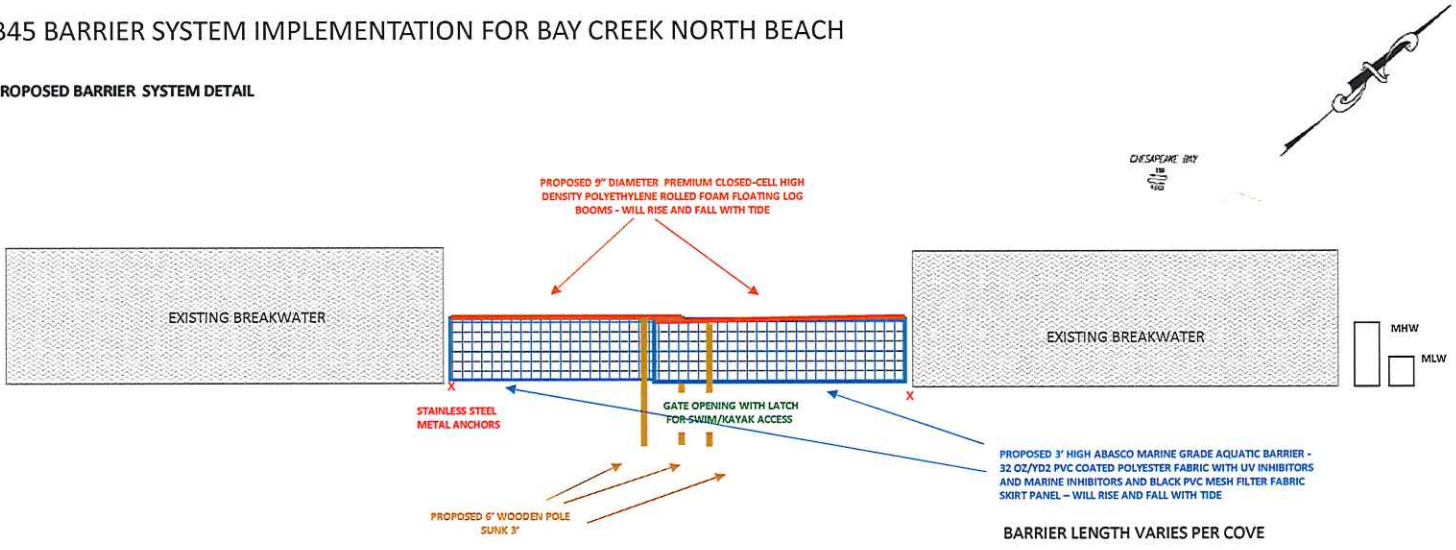 345 BARRIER SYSTEM IMPLEMENTATION FOR BAY CREEK NORTH BEACH
ROPOSED BARRIER SYSTEM DETAIL
CHESAPEAKE BAY
PROPOSED 9" DIAMETER PREMIUM CLOSED-CELL HIGH
DENSITY POLYETHYLENE ROLLED FOAM FLOATING LOG
BOOMS - WILL RISE AND FALL WITH TIDE
EXISTING BREAKWATER
EXISTING BREAKWATER
MHW
MLW
X
X
STAINLESS STEEL
METAL ANCHORS
GATE OPENING WITH LATCH
FOR SWIM/KAYAK ACCESS
PROPOSED 3' HIGH ABASCO MARINE GRADE AQUATIC BARRIER -
32 OZ/YD2 PVC COATED POLYESTER FABRIC WITH UV INHIBITORS
AND MARINE INHIBITORS AND BLACK PVC MESH FILTER FABRIC
SKIRT PANEL – WILL RISE AND FALL WITH TIDE
PROPOSED 6' WOODEN POLE
SUNK 3'
BARRIER LENGTH VARIES PER COVE